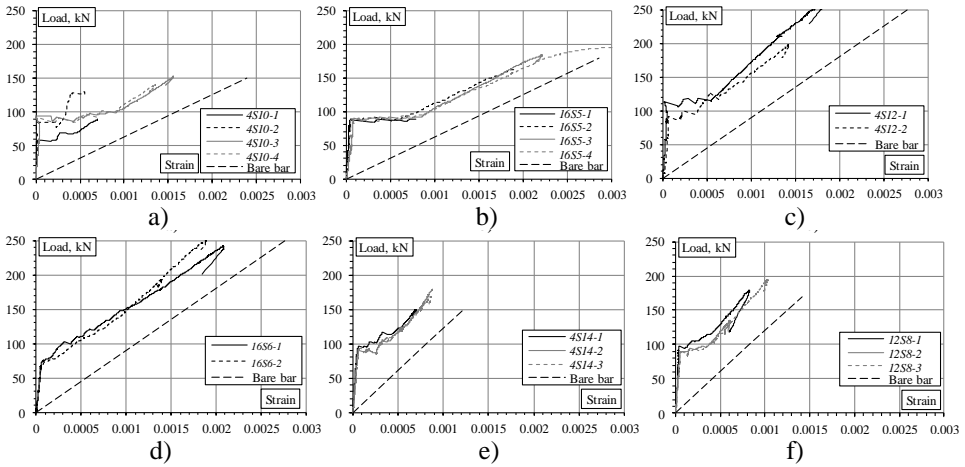 Load, kN
250
200
150
100
50
0
4S10-1
4S10-2
4S10-3
4S10-4
Bare bar
Strain
0 0.0005 0.001 0.0015 0.002 0.0025 0.003
a)
Load, kN
250
200
150
100
50
0
16S5-1
16S5-2
16S5-3
16S5-4
Bare bar
Strain
0 0.0005 0.001 0.0015 0.002 0.0025 0.003
b)
Load, kN
250
200
150
100
50
0
4S12-1
4S12-2
Bare bar
Strain
0 0.0005 0.001 0.0015 0.002 0.0025 0.003
c)
Load, kN
250
200
150
100
50
0
16S6-1
16S6-2
Bare bar
Strain
0 0.0005 0.001 0.0015 0.002 0.0025 0.003
d)
Load, kN
250
200
150
100
50
0
4S14-1
4S14-2
4S14-3
Bare bar
Strain
0 0.0005 0.001 0.0015 0.002 0.0025 0.003
e)
Load, kN
250
200
150
100
50
0
12S8-1
12S8-2
12S8-3
Bare bar
Strain
0 0.0005 0.001 0.0015 0.002 0.0025 0.003
f)